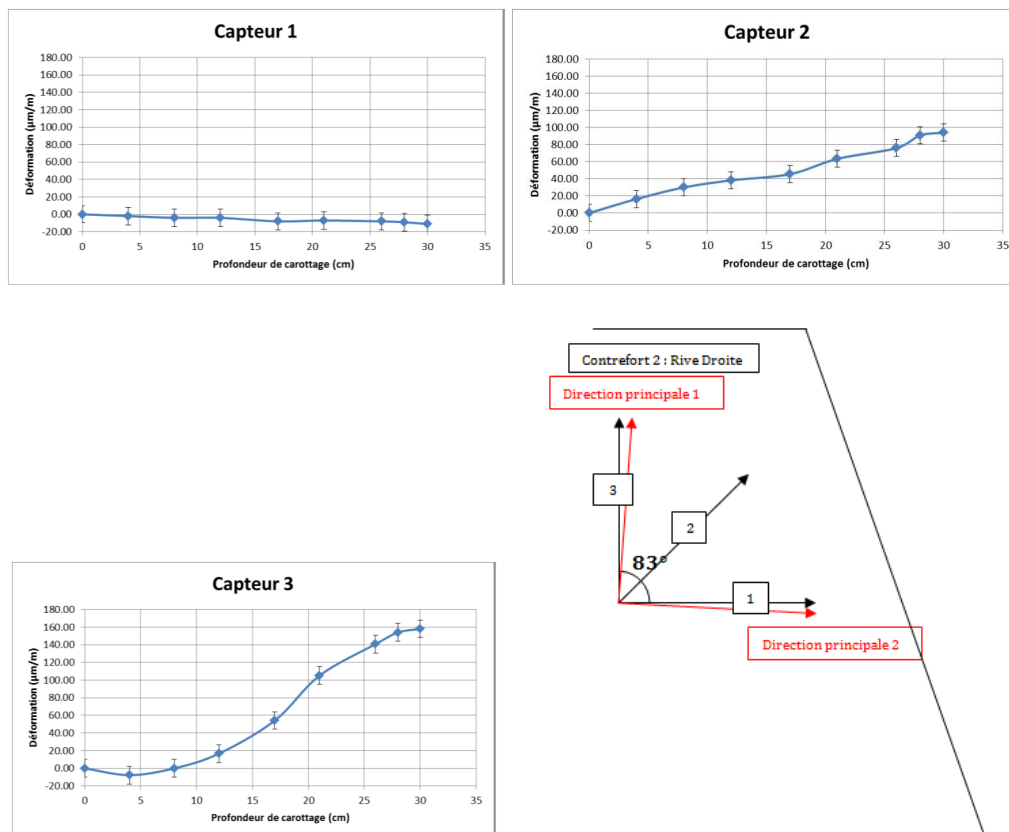 Capteur 1
180.00
160.00
140.00
120.00
100.00
80.00
60.00
40.00
20.00
0.00
-20.00
0 5 10 15 20 25 30 35
Déformation (µm/m)
Profondeur de carottage (cm)
Capteur 2
180.00
160.00
140.00
120.00
100.00
80.00
60.00
40.00
20.00
0.00
-20.00
0 5 10 15 20 25 30 35
Déformation (µm/m)
Profondeur de carottage (cm)
Contrefort 2 : Rive Droite
Direction principale 1
3
2
83°
1
Direction principale 2
Capteur 3
180.00
160.00
140.00
120.00
100.00
80.00
60.00
40.00
20.00
0.00
-20.00
0 5 10 15 20 25 30 35
Déformation (µm/m)
Profondeur de carottage (cm)